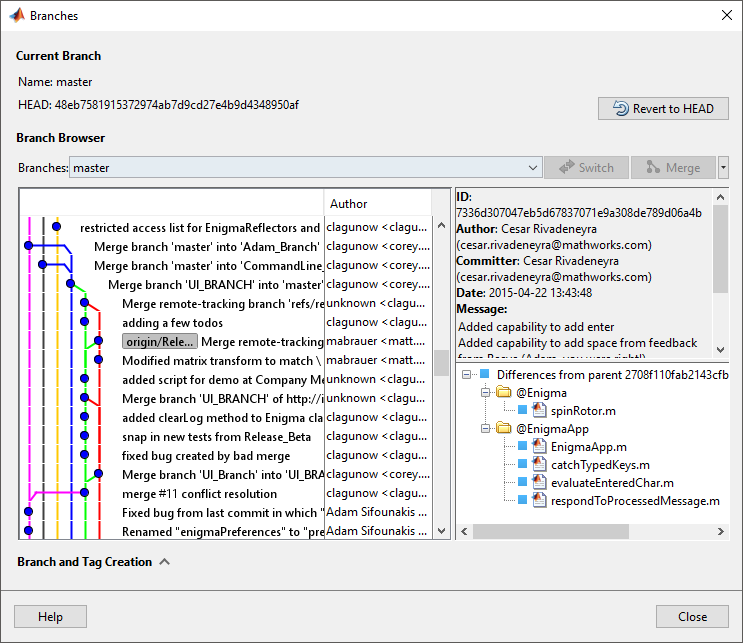 Branches
Current Branch
Name: master
HEAD: 48eb7581915372974ab7d9cd27e4b9d4348950af
Revert to HEAD
Branch Browser
Branches: master
Switch
Merge
Author
restricted access list for EnigmaReflectors and clagunow <clagu...
Merge branch 'master' into 'Adam_Branch' clagunow <corey....
Merge branch 'master' into 'CommandLine_ clagunow <corey....
Merge branch 'UI_BRANCH' into 'master' clagunow <corey....
Merge remote-tracking branch 'refs/re unknown <clagu...
adding a few todos clagunow <clagu...
origin/Rele... Merge remote-tracking mabrauer <matt....
Modified matrix transform to match \ mabrauer <matt....
added script for demo at Company Me unknown <clagu...
Merge branch 'UI_BRANCH' of http://i unknown <clagu...
added clearLog method to Enigma cla clagunow <clagu...
snap in new tests from Release_Beta clagunow <clagu...
fixed bug created by bad merge clagunow <clagu...
Merge branch 'UI_Branch' into 'UI_BRA clagunow <corey....
merge #11 conflict resolution clagunow <clagu...
Fixed bug from last commit in which " Adam Sifounakis ...
Renamed "enigmaPreferences" to "pre Adam Sifounakis ...
ID:
7336d307047eb5d67837071e9a308de789d06a4b
Author: Cesar Rivadeneyra
(cesar.rivadeneyra@mathworks.com)
Committer: Cesar Rivadeneyra
(cesar.rivadeneyra@mathworks.com)
Date: 2015-04-22 13:43:48
Message:
Added capability to add enter
Added capability to add space from feedback
Differences from parent 2708f110fab2143cfb
@Enigma
spinRotor.m
@EnigmaApp
EnigmaApp.m
catchTypedKeys.m
evaluateEnteredChar.m
respondToProcessedMessage.m
Branch and Tag Creation
Help
Close